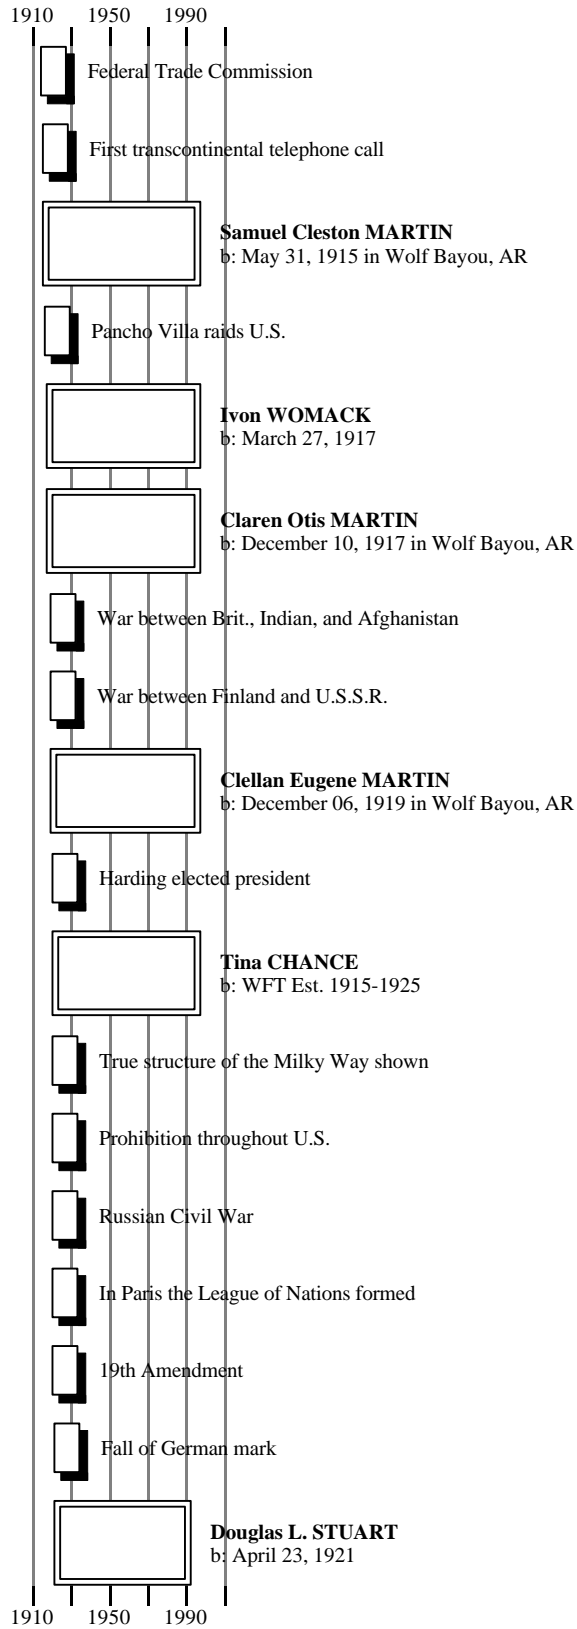 1910 1950 1990
Federal Trade Commission
First transcontinental telephone call
Samuel Cleston MARTIN
b: May 31, 1915 in Wolf Bayou, AR
Pancho Villa raids U.S.
Ivon WOMACK
b: March 27, 1917
Claren Otis MARTIN
b: December 10, 1917 in Wolf Bayou, AR
War between Brit., Indian, and Afghanistan
War between Finland and U.S.S.R.
Clellan Eugene MARTIN
b: December 06, 1919 in Wolf Bayou, AR
Harding elected president
Tina CHANCE
b: WFT Est. 1915-1925
True structure of the Milky Way shown
Prohibition throughout U.S.
Russian Civil War
In Paris the League of Nations formed
19th Amendment
Fall of German mark
Douglas L. STUART
b: April 23, 1921
1910 1950 1990